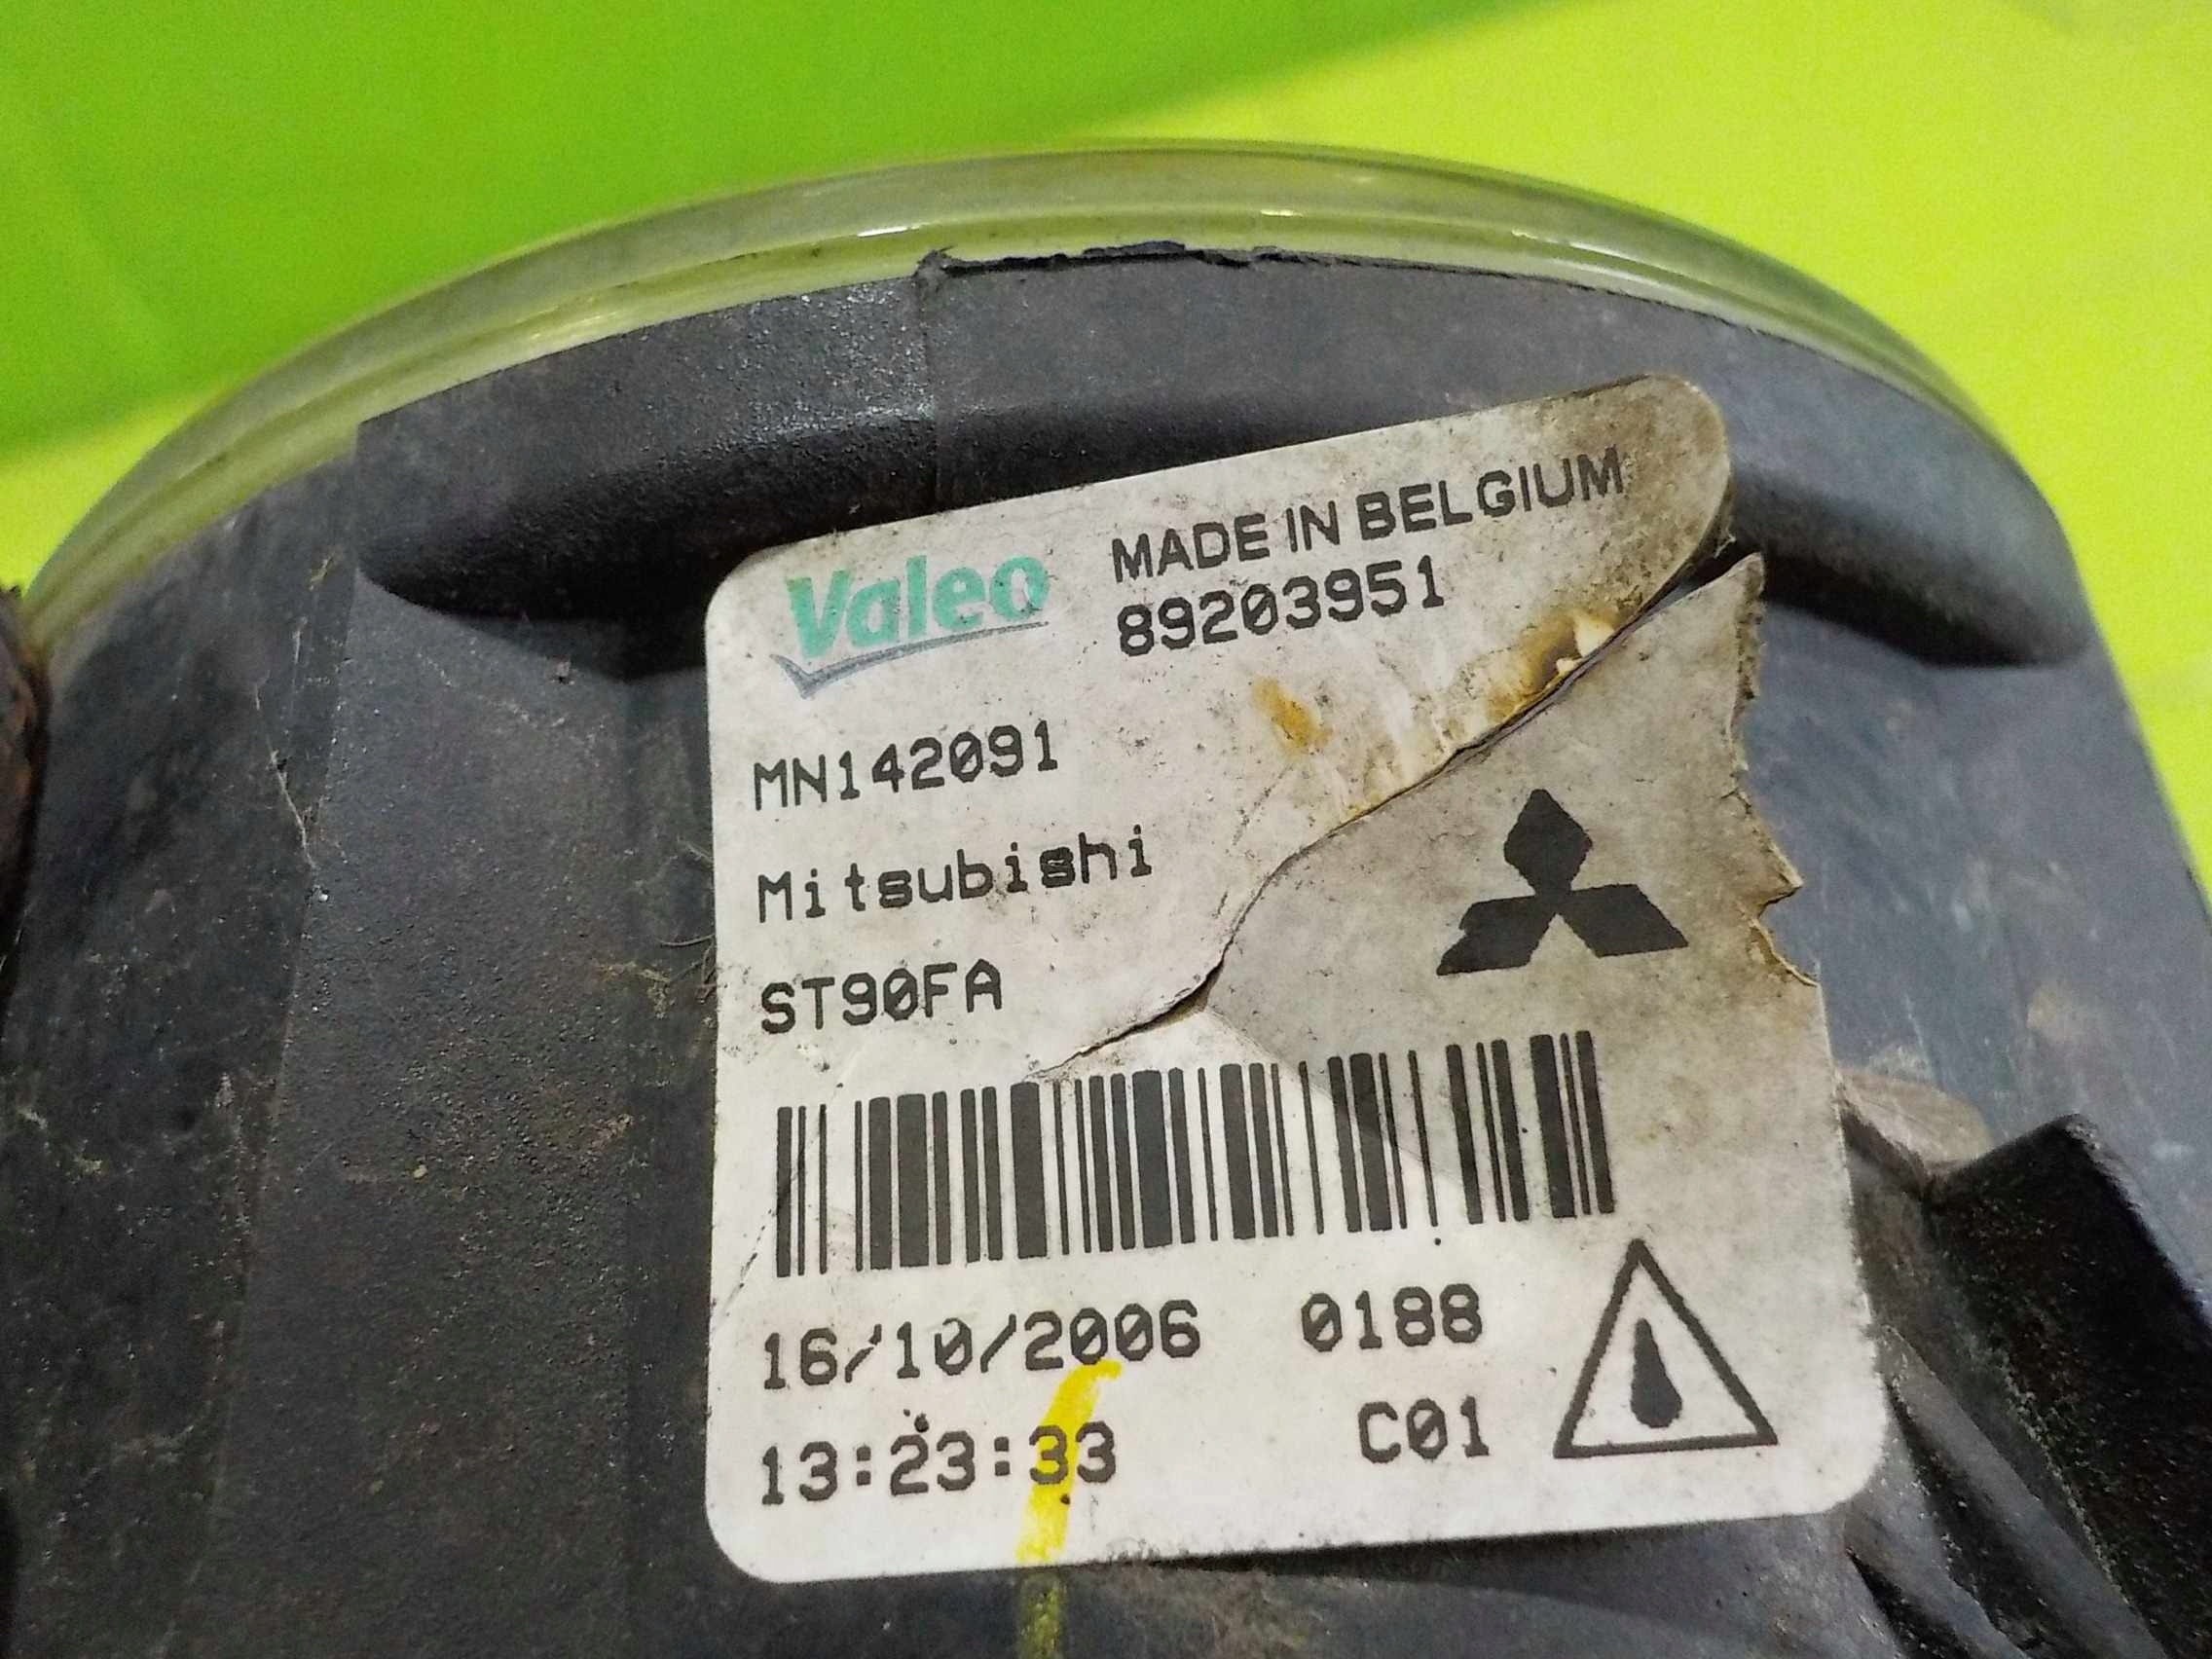 Valeo MADE IN BELGIUM
89203951
MN142091
Mitsubishi
ST90FA
16/10/2006 0188
13:23:33 C01